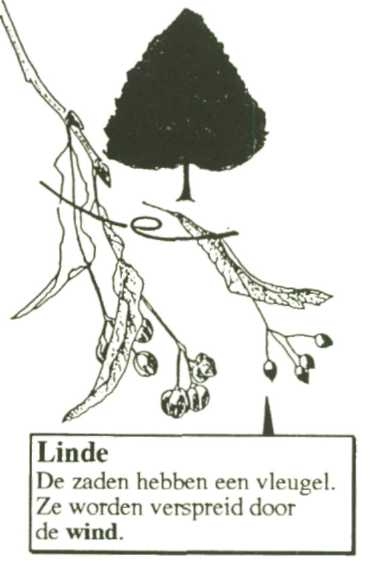 Linde
De zaden hebben een vleugel.
Ze worden verspreid door
de wind.